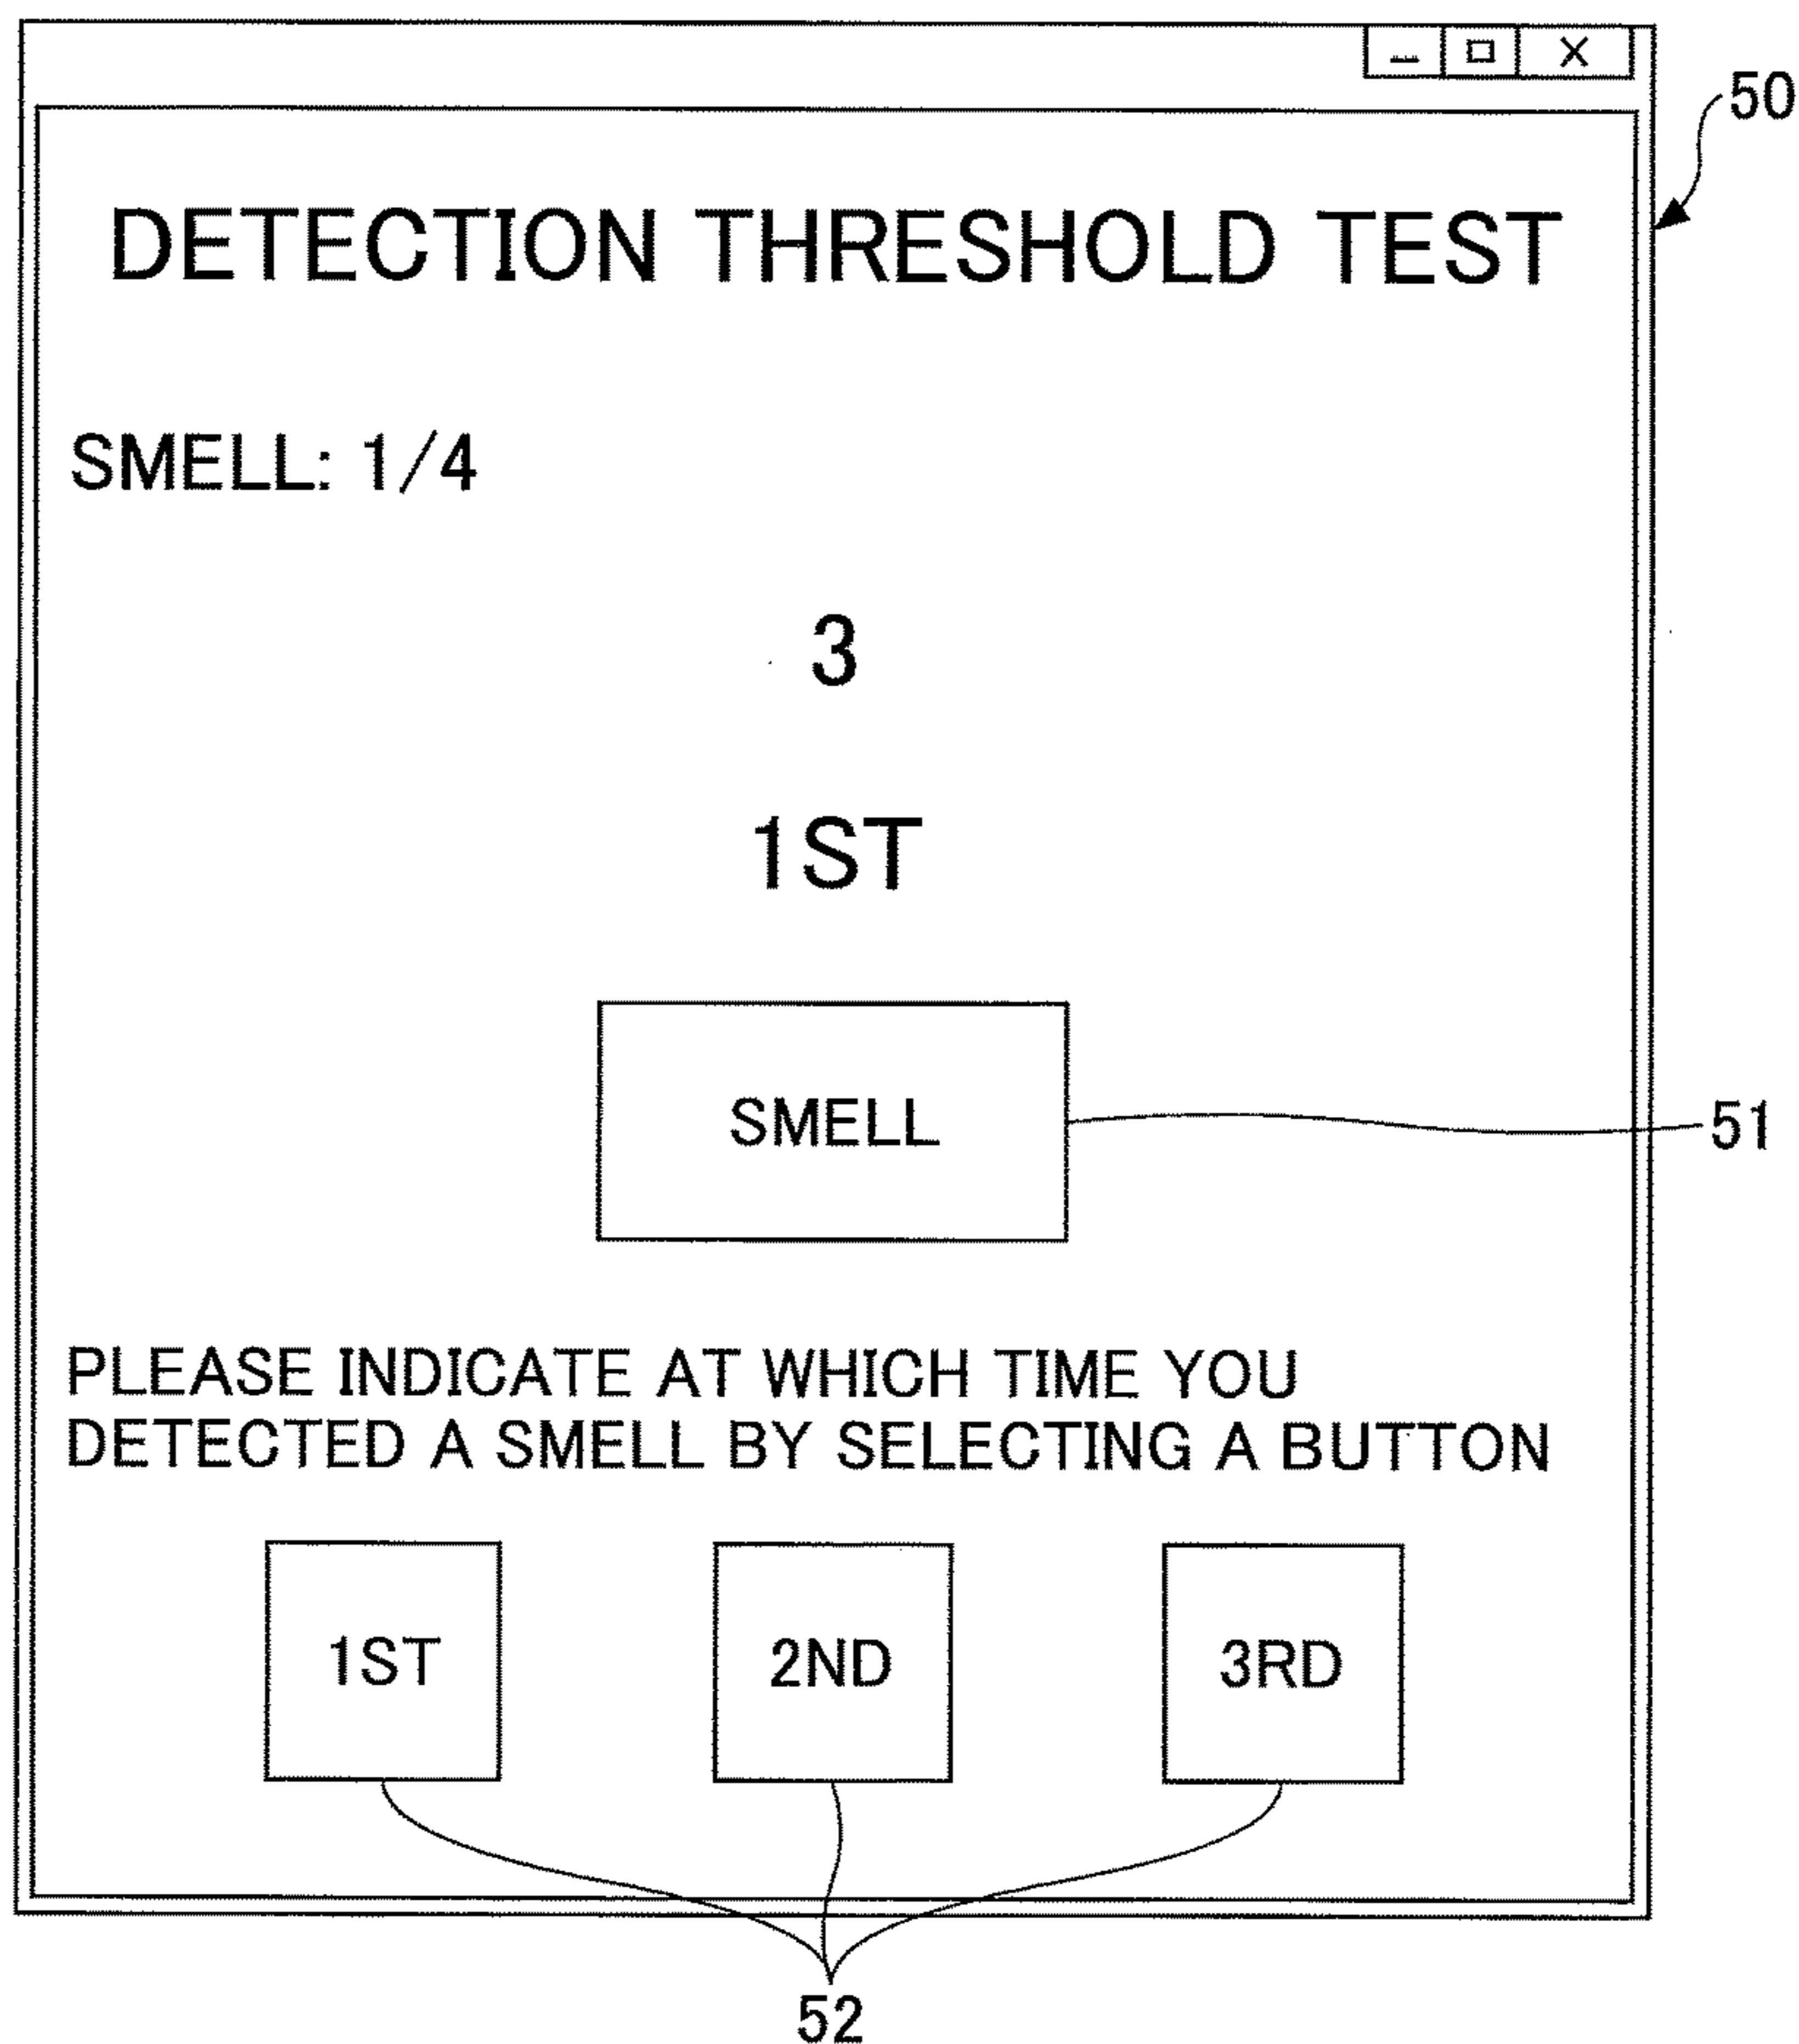 50
DETECTION THRESHOLD TEST
SMELL: 1/4
3
1ST
SMELL
51
PLEASE INDICATE AT WHICH TIME YOU
DETECTED A SMELL BY SELECTING A BUTTON
1ST 2ND 3RD
52